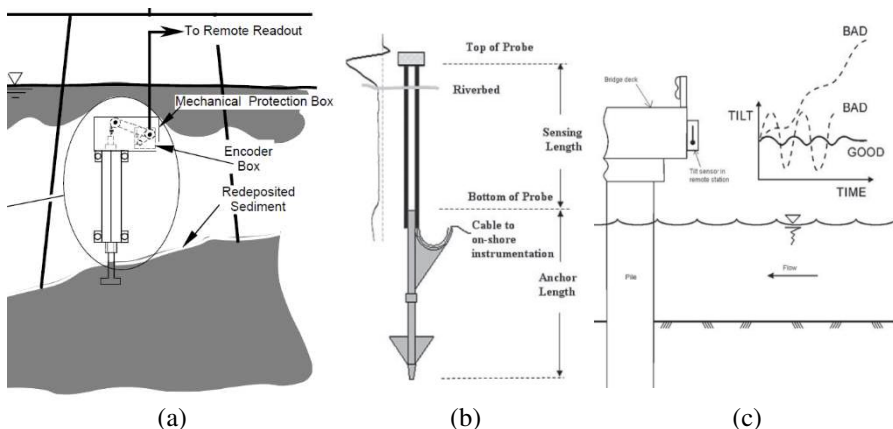 To Remote Readout
Mechanical Protection Box
Encoder
Box
Redeposited
Sediment
(a)
Top of Probe
Riverbed
Sensing
Length
Bottom of Probe
Cable to
on-shore
instrumentation
Anchor
Length
(b)
Bridge deck
Tilt sensor in
remote station
TILT
BAD
BAD
GOOD
TIME
Flow
Pile
(c)